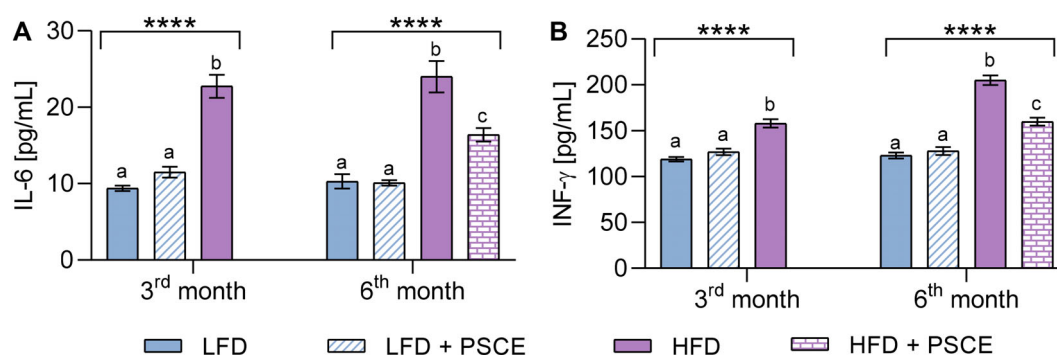 A
IL-6 [pg/mL]
30
20
10
0
****
a
a
b
3rd month
****
a
a
b
c
6th month
B
INF-γ [pg/mL]
250
200
150
100
50
0
****
a
a
b
3rd month
****
a
a
b
c
6th month
LFD
LFD + PSCE
HFD
HFD + PSCE